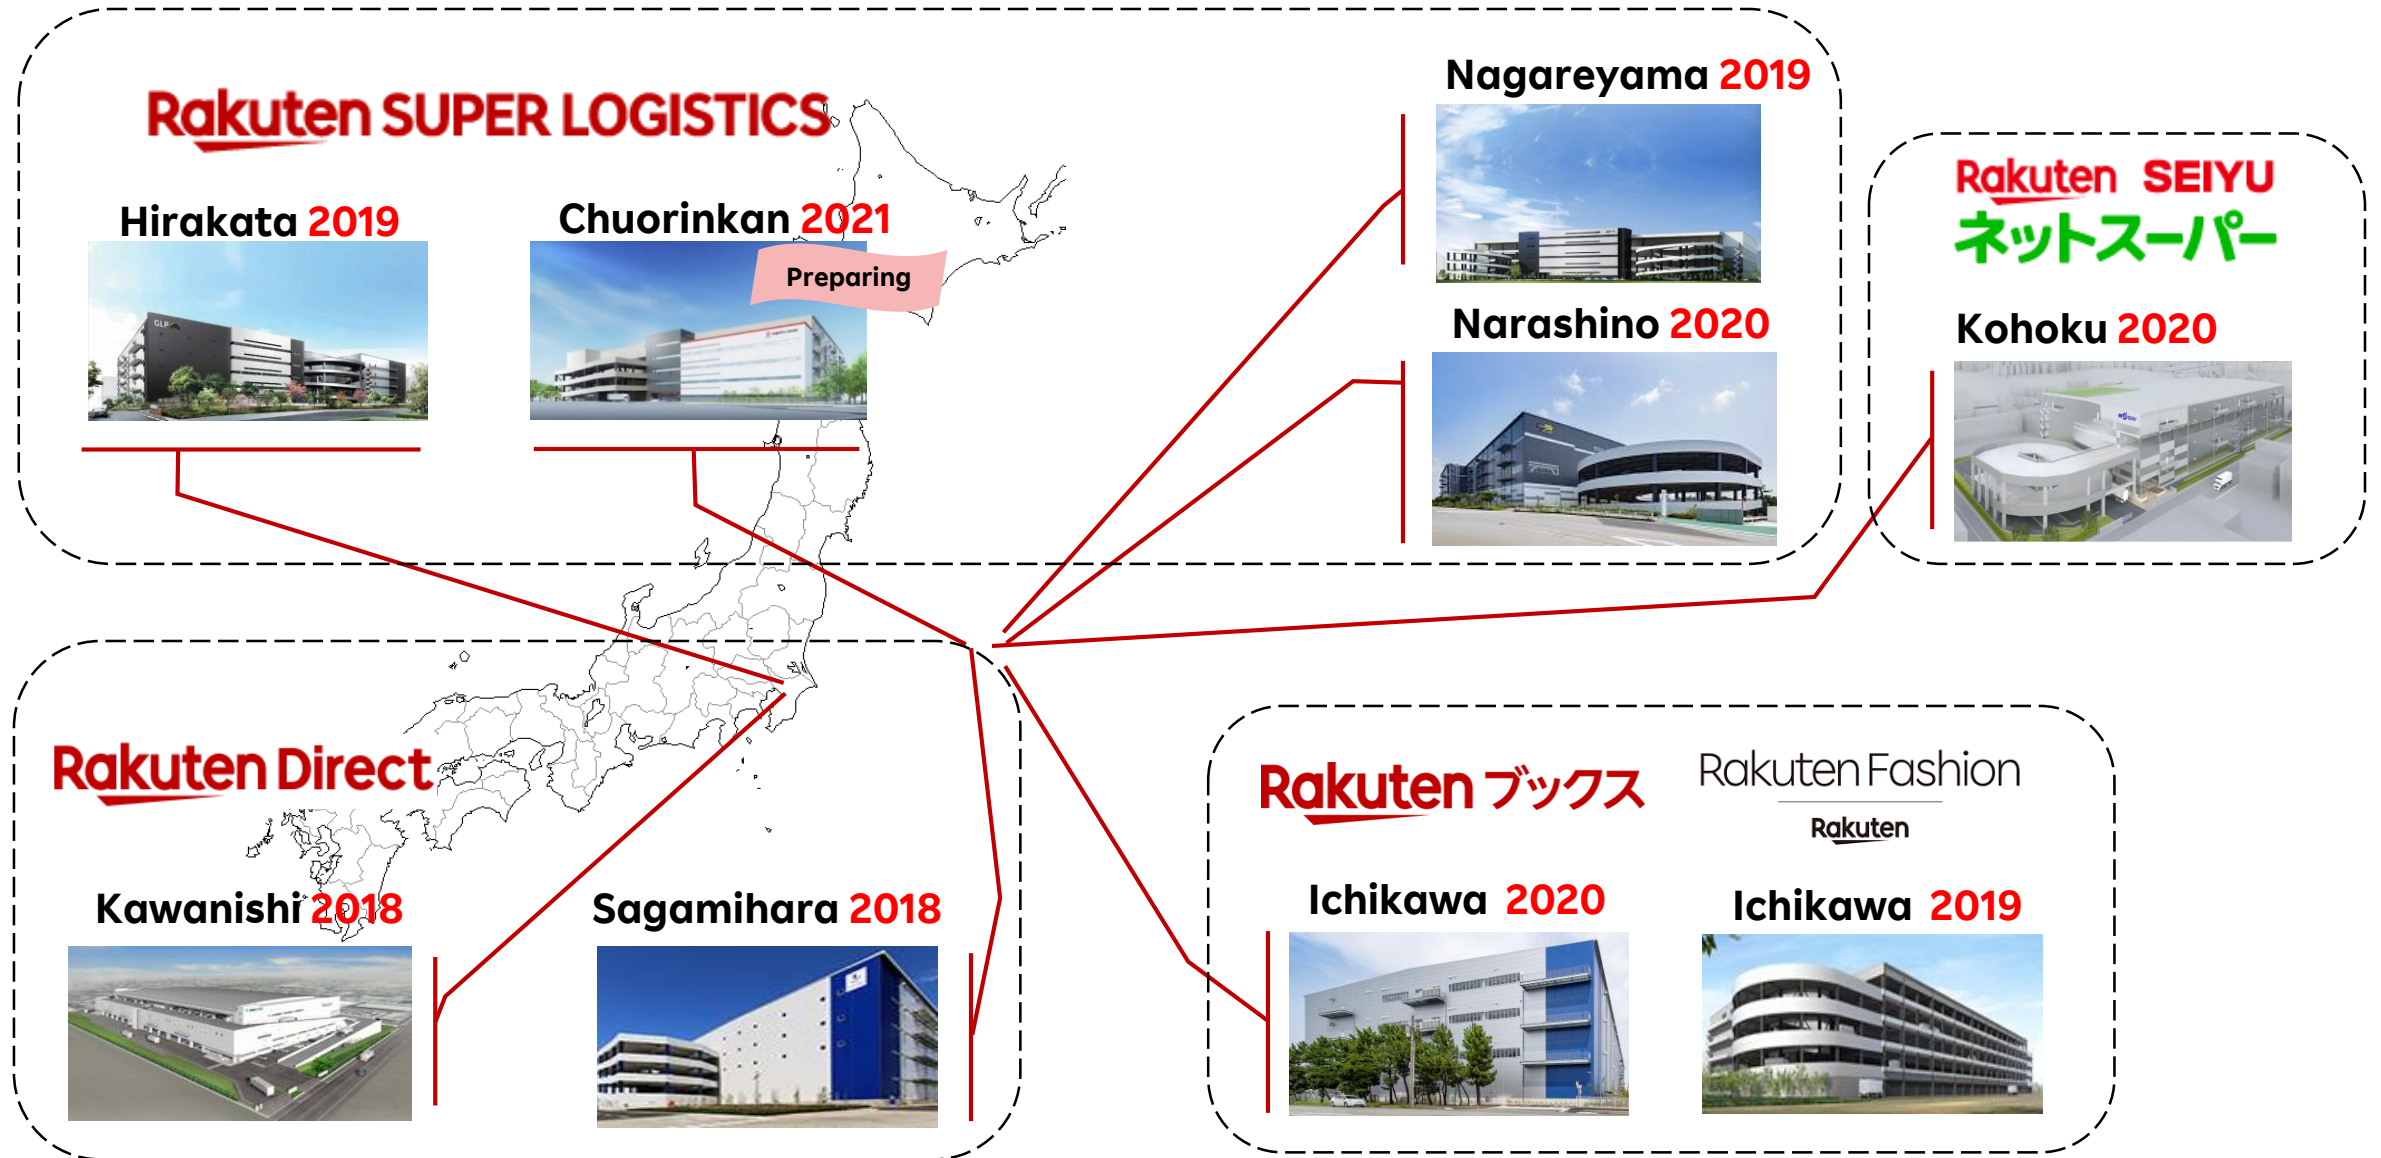 Rakuten SUPER LOGISTICS
Hirakata 2019
GLP
Chuorinkan 2021
Preparing
Nagareyama 2019
Narashino 2020
Rakuten SEIYU
ネットスーパー
Kohoku 2020
Rakuten Direct
Kawanishi 2018
Sagamihara 2018
Rakuten ブックス
Rakuten Fashion
Rakuten
Ichikawa 2020
Ichikawa 2019